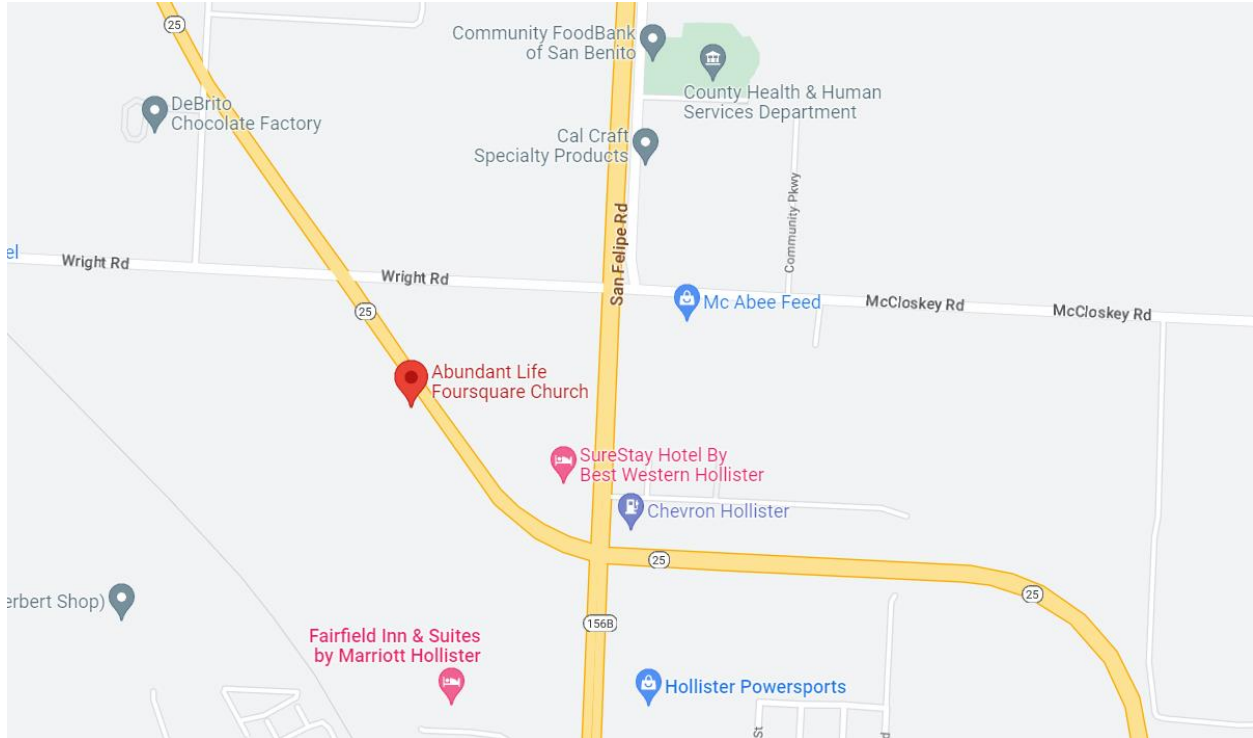 25
Community FoodBank
of San Benito
County Health & Human
Services Department
DeBrito
Chocolate Factory
Cal Craft
Specialty Products
Community Pkwy
San Felipe Rd
el
Wright Rd
Wright Rd
Mc Abee Feed
McCloskey Rd
McCloskey Rd
25
Abundant Life
Foursquare Church
SureStay Hotel By
Best Western Hollister
Chevron Hollister
25
25
erbert Shop)
156B
Fairfield Inn & Suites
by Marriott Hollister
Hollister Powersports
St
d